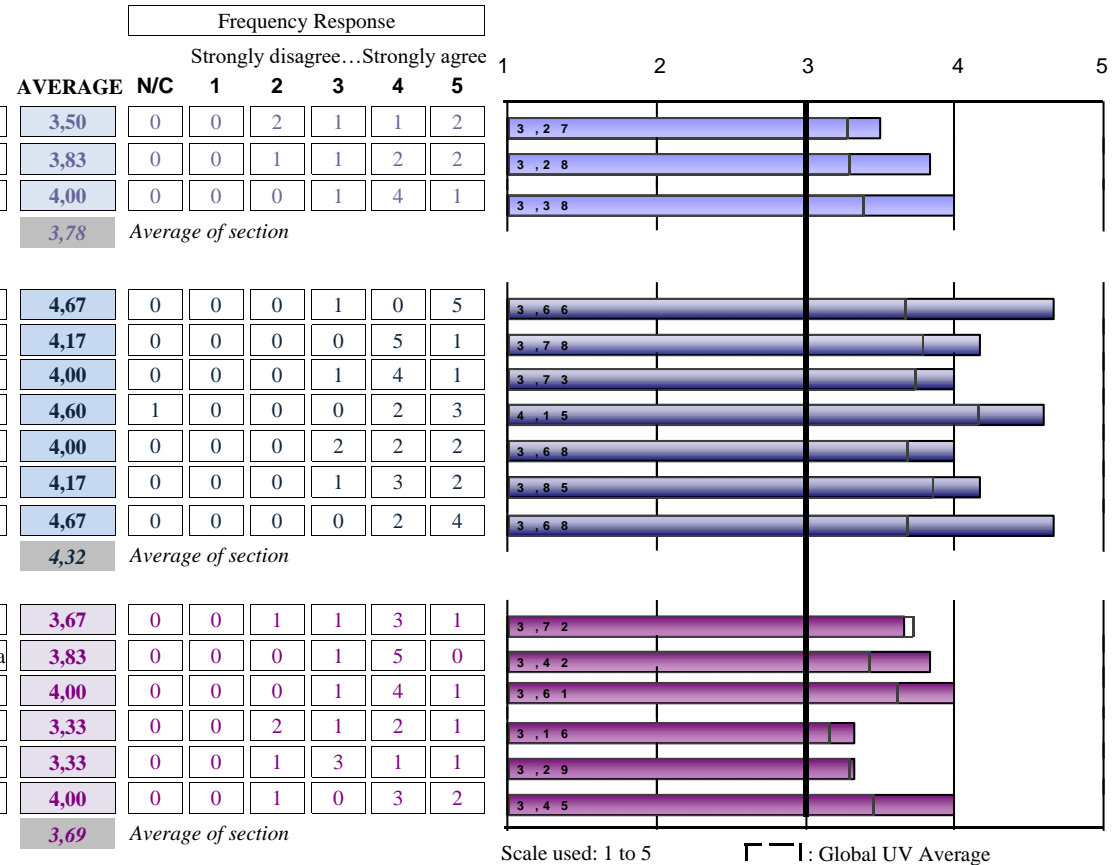 Frequency Response
Strongly disagree…Strongly agree
AVERAGE N/C 1 2 3 4 5 1 2 3 4 5
3,50 0 0 2 1 1 2 3,27
3,83 0 0 1 1 2 2 3,28
4,00 0 0 0 1 4 1 3,38
3,78 Average of section
4,67 0 0 0 1 0 5 3,66
4,17 0 0 0 0 5 1 3,78
4,00 0 0 0 1 4 1 3,73
4,60 1 0 0 0 2 3 4,15
4,00 0 0 0 2 2 2 3,68
4,17 0 0 0 1 3 2 3,85
4,67 0 0 0 0 2 4 3,68
4,32 Average of section
3,67 0 0 1 1 3 1 3,72
a 3,83 0 0 0 1 5 0 3,42
4,00 0 0 0 1 4 1 3,61
3,33 0 0 2 1 2 1 3,16
3,33 0 0 1 3 1 1 3,29
4,00 0 0 1 0 3 2 3,45
3,69 Average of section
Scale used: 1 to 5 : Global UV Average